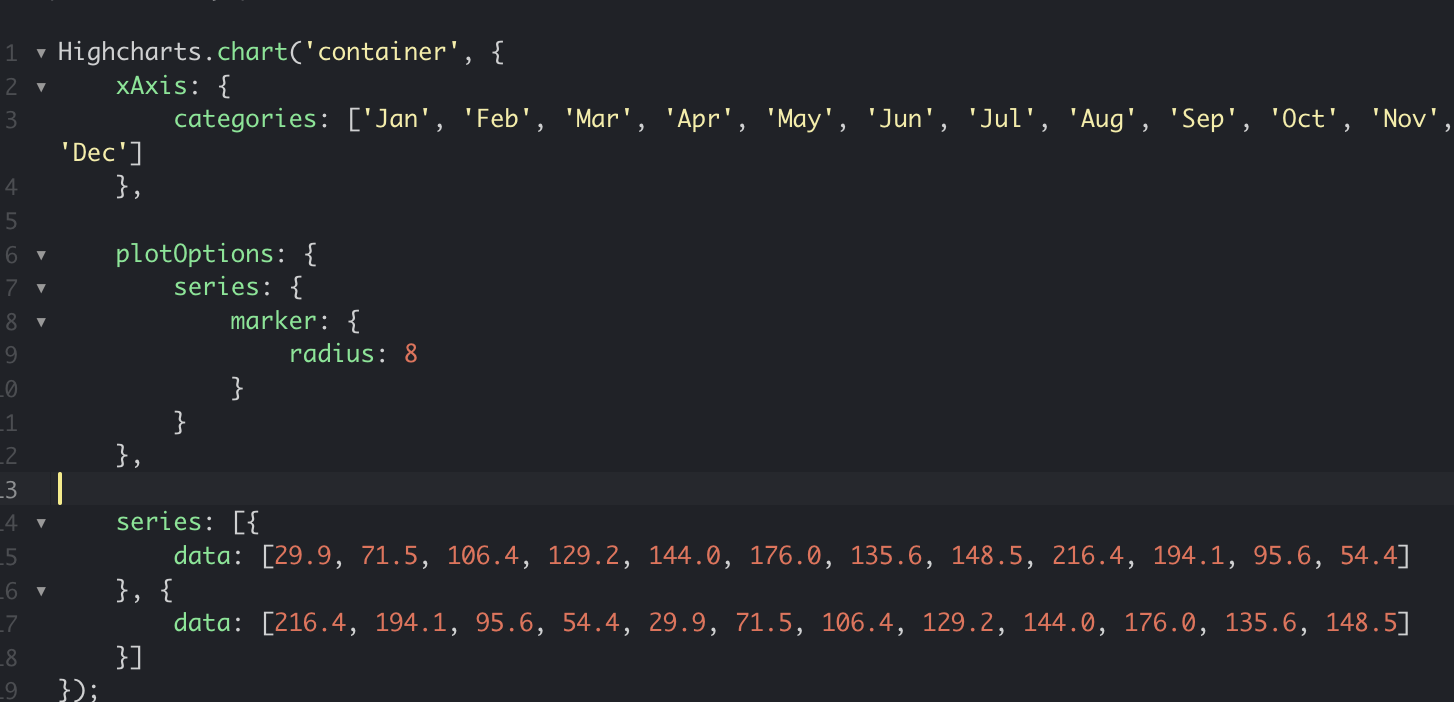 1 ▾ Highcharts.chart('container', {
2 ▾     xAxis: {
3         categories: ['Jan', 'Feb', 'Mar', 'Apr', 'May', 'Jun', 'Jul', 'Aug', 'Sep', 'Oct', 'Nov',
'Dec']
4     },
5
6 ▾     plotOptions: {
7 ▾         series: {
8 ▾             marker: {
9                 radius: 8
10             }
11         }
12     },
13
14 ▾     series: [{
15         data: [29.9, 71.5, 106.4, 129.2, 144.0, 176.0, 135.6, 148.5, 216.4, 194.1, 95.6, 54.4]
16 ▾     }, {
17         data: [216.4, 194.1, 95.6, 54.4, 29.9, 71.5, 106.4, 129.2, 144.0, 176.0, 135.6, 148.5]
18     }]
19 });